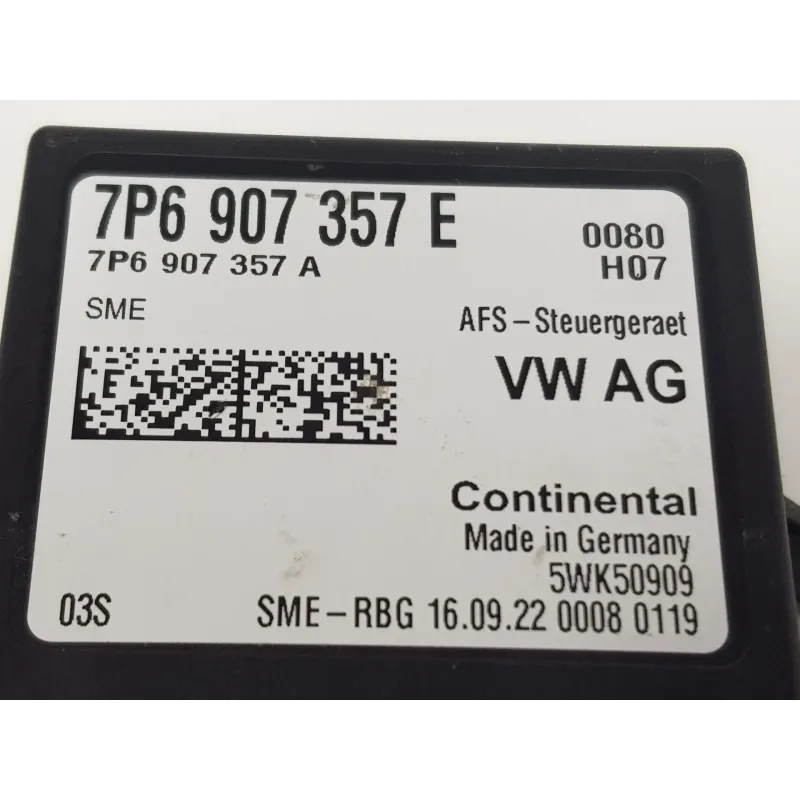 7P6 907 357 E
0080
7P6 907 357 A
H07
SME
AFS-Steuergeraet
VW AG
Continental
Made in Germany
5WK50909
03S
SME-RBG 16.09.22 0008 0119